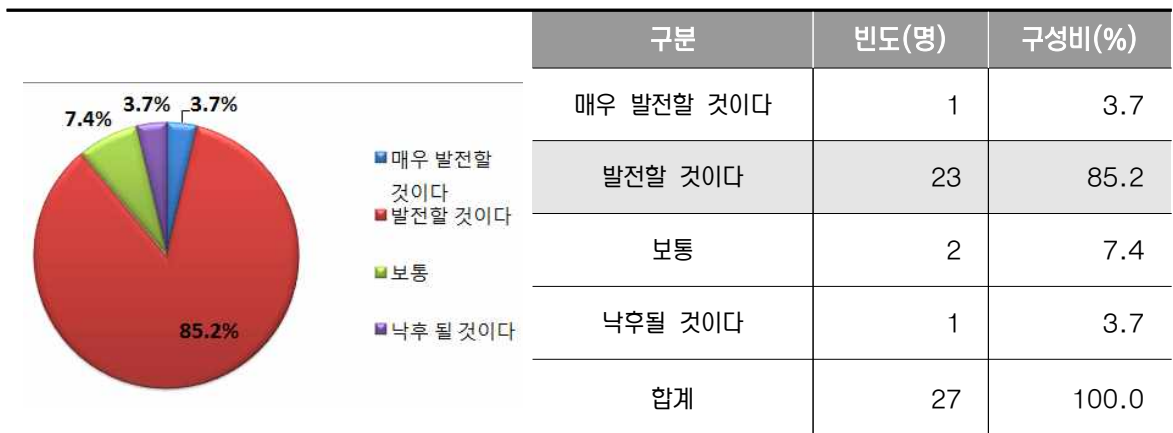 3.7% 3.7%
7.4%
85.2%
매우 발전할
것이다
발전할 것이다
보통
낙후 될 것이다
구분 빈도(명) 구성비(%)
매우 발전할 것이다 1 3.7
발전할 것이다 23 85.2
보통 2 7.4
낙후될 것이다 1 3.7
합계 27 100.0